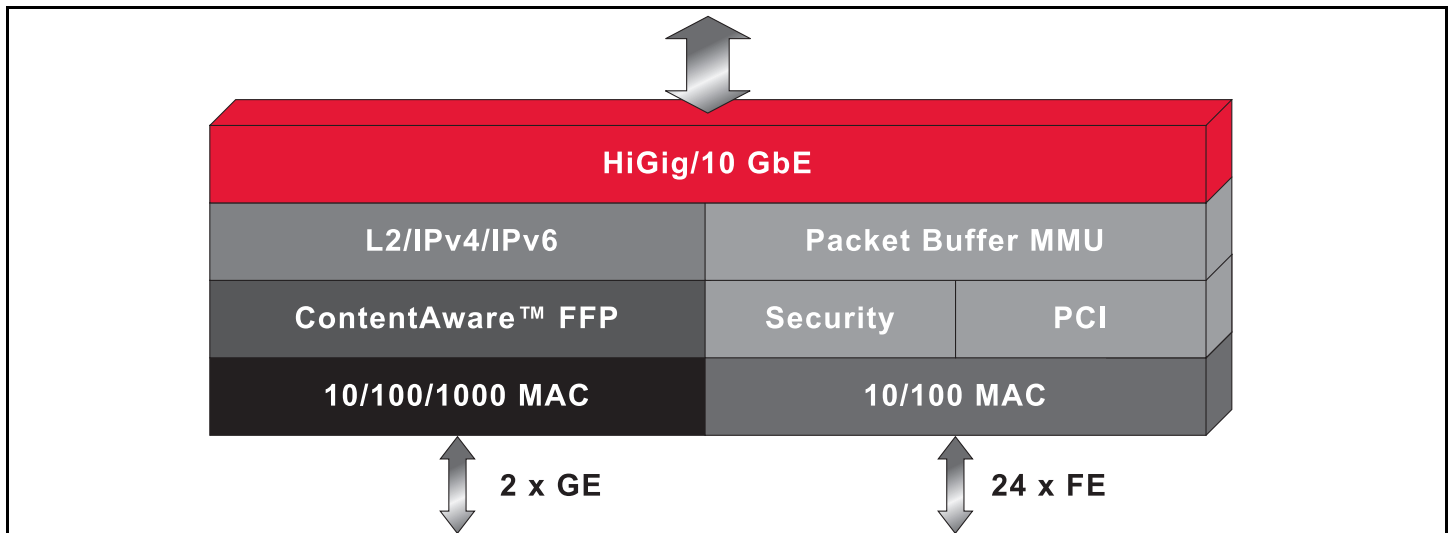 HiGig/10 GbE
L2/IPv4/IPv6
Packet Buffer MMU
ContentAware™ FFP
Security
PCI
10/100/1000 MAC
10/100 MAC
2 x GE
24 x FE